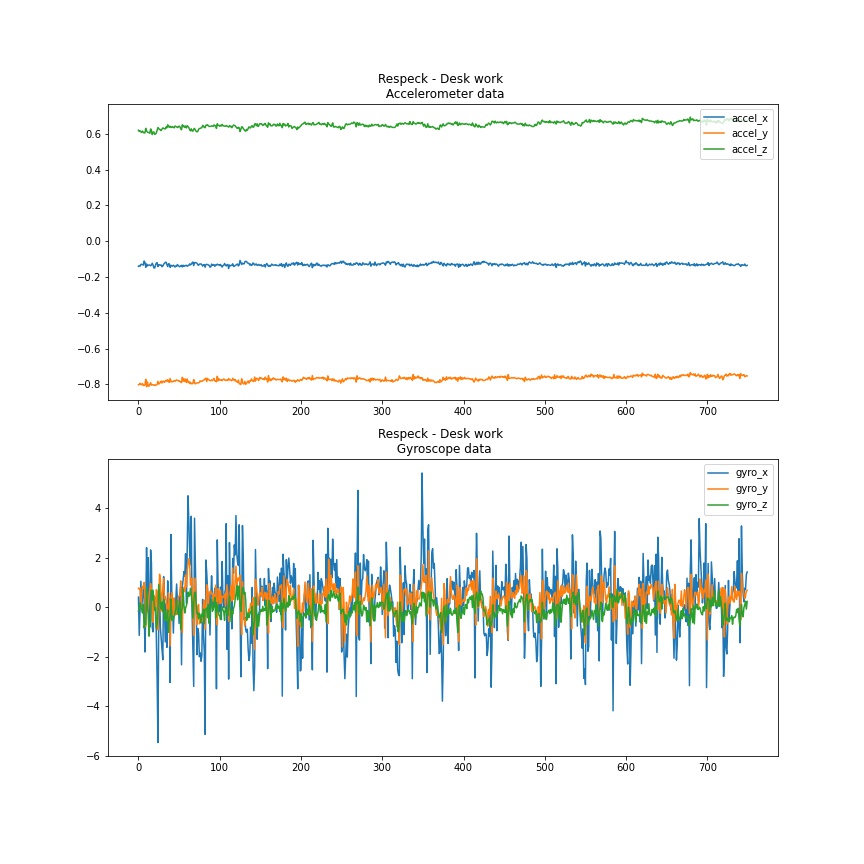 Respeck - Desk work
Accelerometer data
accel_x
accel_y
accel_z
0.6
0.4
0.2
0.0
−0.2
−0.4
−0.6
−0.8
0 100 200 300 400 500 600 700
Respeck - Desk work
Gyroscope data
gyro_x
gyro_y
gyro_z
4
2
0
−2
−4
−6
0 100 200 300 400 500 600 700